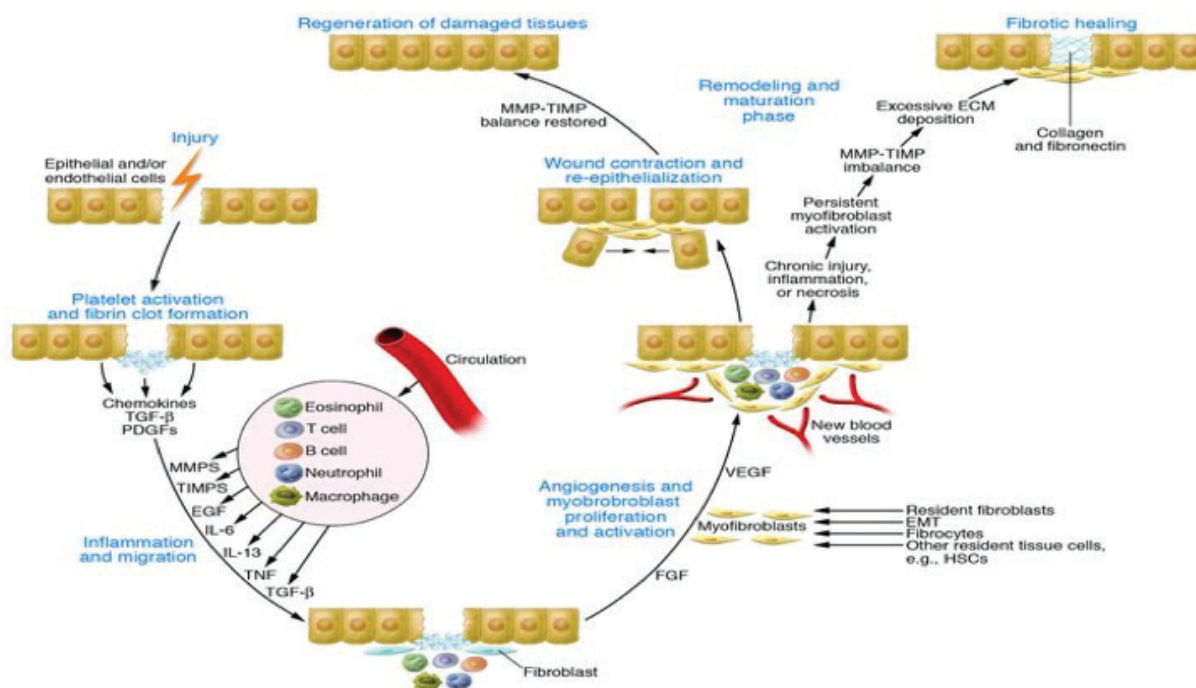 Regeneration of damaged tissues
Fibrotic healing
MMP-TIMP
balance restored
Remodeling and
maturation
phase
Excessive ECM
deposition
Collagen
and fibronectin
Injury
Epithelial and/or
endothelial cells
Wound contraction and
re-epithelialization
MMP-TIMP
imbalance
Persistent
myofibroblast
activation
Chronic injury,
inflammation,
or necrosis
Platelet activation
and fibrin clot formation
Circulation
Chemokines
TGF-β
PDGFs
Eosinophil
T cell
B cell
Neutrophil
Macrophage
MMPS
TIMPS
EGF
IL-6
IL-13
TNF
TGF-β
Inflammation
and migration
New blood
vessels
VEGF
Angiogenesis and
myobrobroblast
proliferation
and activation
FGF
Myofibroblasts
Resident fibroblasts
EMT
Fibrocytes
Other resident tissue cells,
e.g., HSCs
Fibroblast